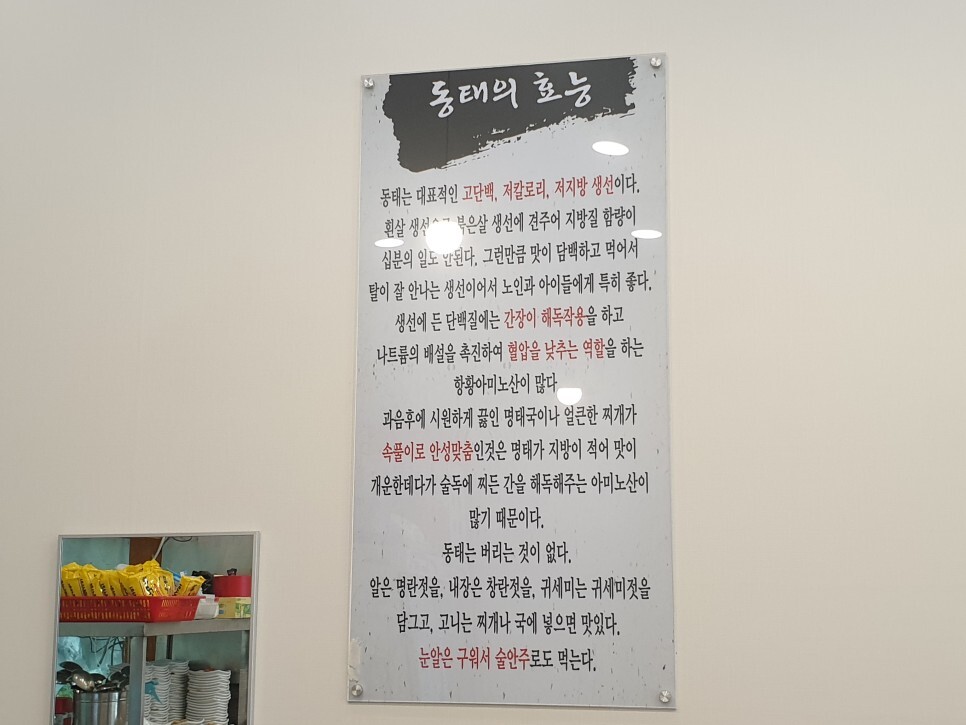 동태의 효능
동태는 대표적인 고단백, 저칼로리, 저지방 생선이다.
흰살 생선으로 붉은살 생선에 견주어 지방질 함량이
십분의 일도 안된다. 그런만큼 맛이 담백하고 먹어서
탈이 잘 안나는 생선이어서 노인과 아이들에게 특히 좋다.
생선에 든 단백질에는 간장이 해독작용을 하고
나트륨의 배설을 촉진하여 혈압을 낮추는 역할을 하는
항황아미노산이 많다
과음후에 시원하게 끓인 명태국이나 얼큰한 찌개가
속풀이로 안성맞춤인것은 명태가 지방이 적어 맛이
개운한데다가 술독에 찌든 간을 해독해주는 아미노산이
많기 때문이다.
동태는 버리는 것이 없다.
알은 명란젓을, 내장은 창란젓을, 귀세미는 귀세미젓을
담그고, 고니는 찌개나 국에 넣으면 맛있다.
눈알은 구워서 술안주로도 먹는다.